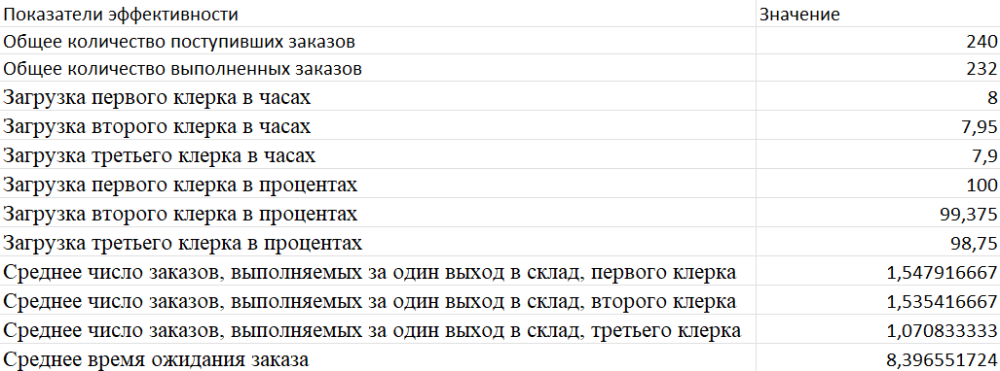 Показатели эффективности Значение
Общее количество поступивших заказов 240
Общее количество выполненных заказов 232
Загрузка первого клерка в часах 8
Загрузка второго клерка в часах 7,95
Загрузка третьего клерка в часах 7,9
Загрузка первого клерка в процентах 100
Загрузка второго клерка в процентах 99,375
Загрузка третьего клерка в процентах 98,75
Среднее число заказов, выполняемых за один выход в склад, первого клерка 1,547916667
Среднее число заказов, выполняемых за один выход в склад, второго клерка 1,535416667
Среднее число заказов, выполняемых за один выход в склад, третьего клерка 1,070833333
Среднее время ожидания заказа 8,396551724